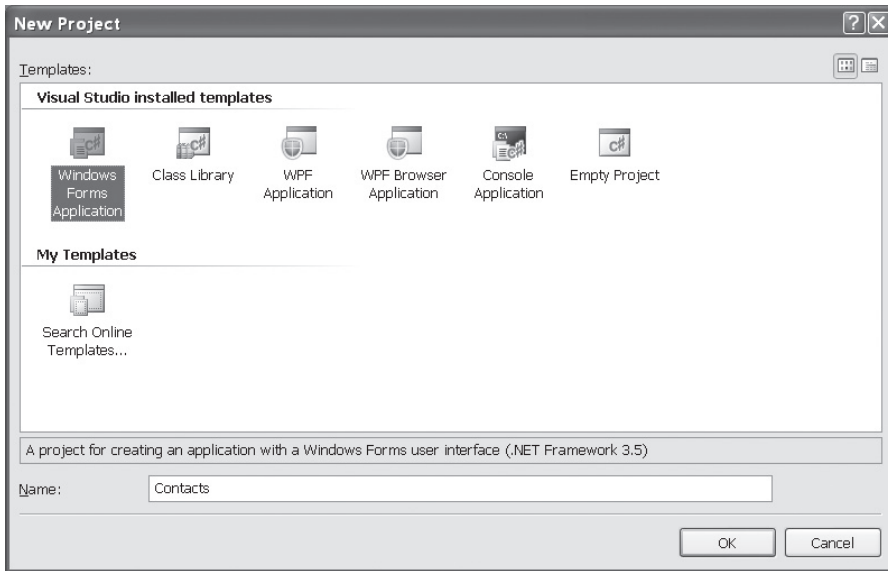 New Project
Templates:
Visual Studio installed templates
Windows Forms Application
Class Library
WPF Application
WPF Browser Application
Console Application
Empty Project
My Templates
Search Online Templates...
A project for creating an application with a Windows Forms user interface (.NET Framework 3.5)
Name:
Contacts
OK
Cancel